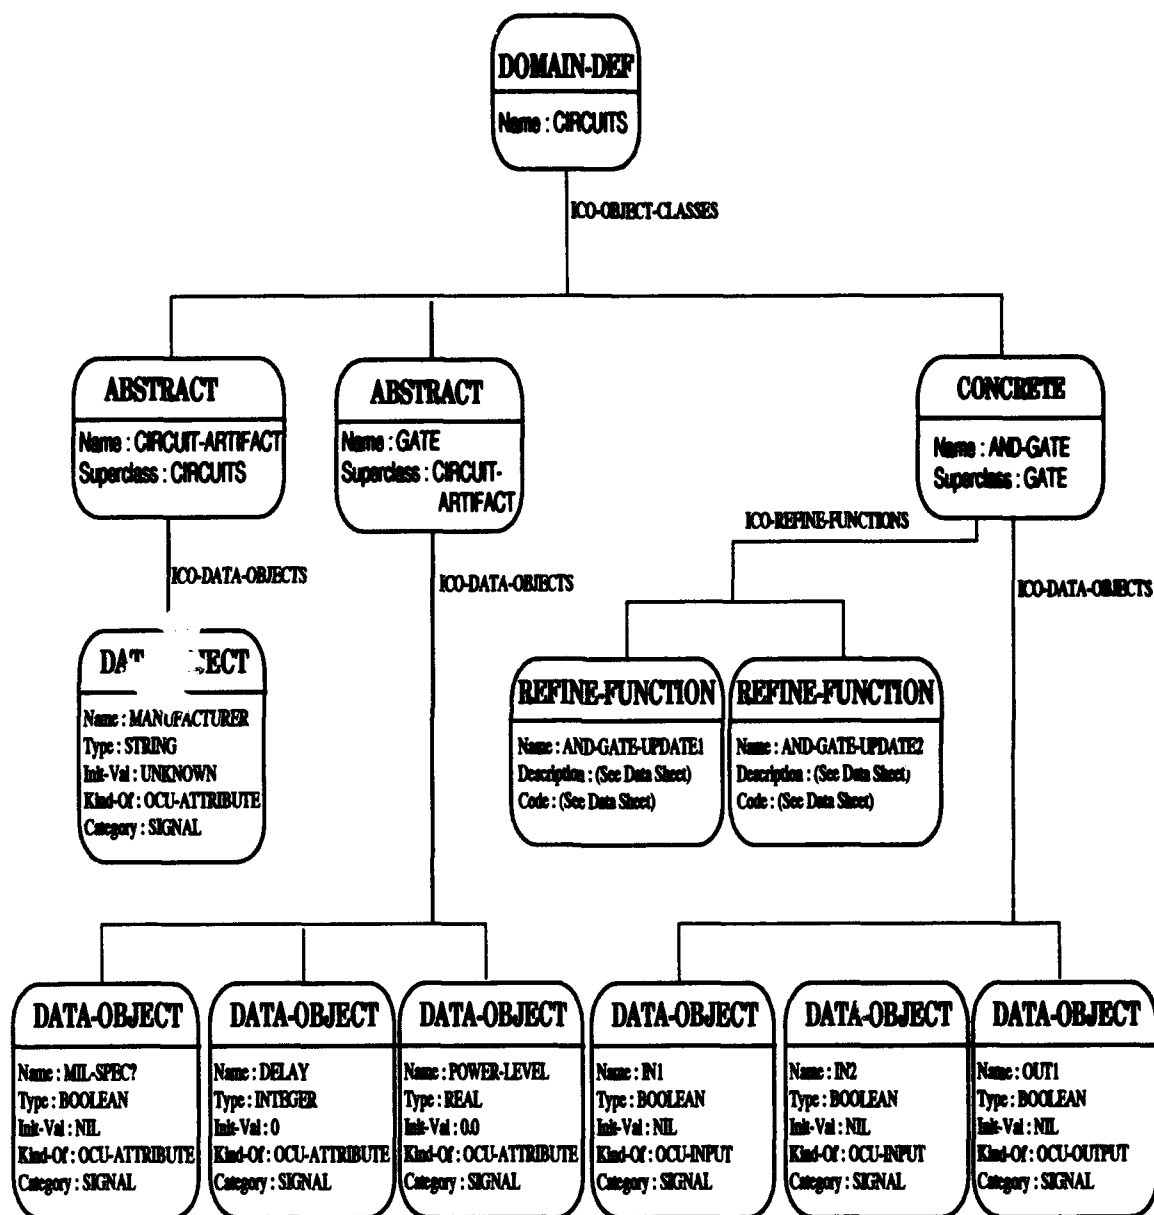 DOMAIN-DEF
Name : CIRCUITS
ICO-OBJECT-CLASSES
ABSTRACT
Name : CIRCUIT-ARTIFACT
Superclass : CIRCUITS
ABSTRACT
Name : GATE
Superclass : CIRCUIT-
ARTIFACT
CONCRETE
Name : AND-GATE
Superclass : GATE
ICO-REFINE-FUNCTIONS
ICO-DATA-OBJECTS
ICO-DATA-OBJECTS
ICO-DATA-OBJECTS
Name : MANUFACTURER
Type : STRING
Init-Val : UNKNOWN
Kind-Of : OCU-ATTRIBUTE
Category : SIGNAL
REFINE-FUNCTION
Name : AND-GATE-UPDATE1
Description : (See Data Sheet)
Code : (See Data Sheet)
REFINE-FUNCTION
Name : AND-GATE-UPDATE2
Description : (See Data Sheet)
Code : (See Data Sheet)
DATA-OBJECT
Name : MIL-SPEC?
Type : BOOLEAN
Init-Val : NIL
Kind-Of : OCU-ATTRIBUTE
Category : SIGNAL
DATA-OBJECT
Name : DELAY
Type : INTEGER
Init-Val : 0
Kind-Of : OCU-ATTRIBUTE
Category : SIGNAL
DATA-OBJECT
Name : POWER-LEVEL
Type : REAL
Init-Val : 0.0
Kind-Of : OCU-ATTRIBUTE
Category : SIGNAL
DATA-OBJECT
Name : IN1
Type : BOOLEAN
Init-Val : NIL
Kind-Of : OCU-INPUT
Category : SIGNAL
DATA-OBJECT
Name : IN2
Type : BOOLEAN
Init-Val : NIL
Kind-Of : OCU-INPUT
Category : SIGNAL
DATA-OBJECT
Name : OUT1
Type : BOOLEAN
Init-Val : NIL
Kind-Of : OCU-OUTPUT
Category : SIGNAL